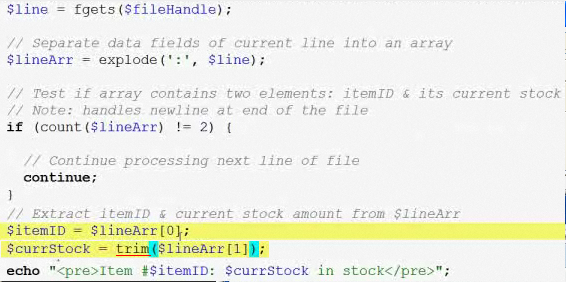 $line = fgets($fileHandle);
// Separate data fields of current line into an array
$lineArr = explode(':', $line);
// Test if array contains two elements: itemID & its current stock
// Note: handles newline at end of the file
if (count($lineArr) != 2) {
// Continue processing next line of file
continue;
}
// Extract itemID & current stock amount from $lineArr
$itemID = $lineArr[0];
$currStock = trim($lineArr[1]);
echo "<pre>Item #$itemID: $currStock in stock</pre>";